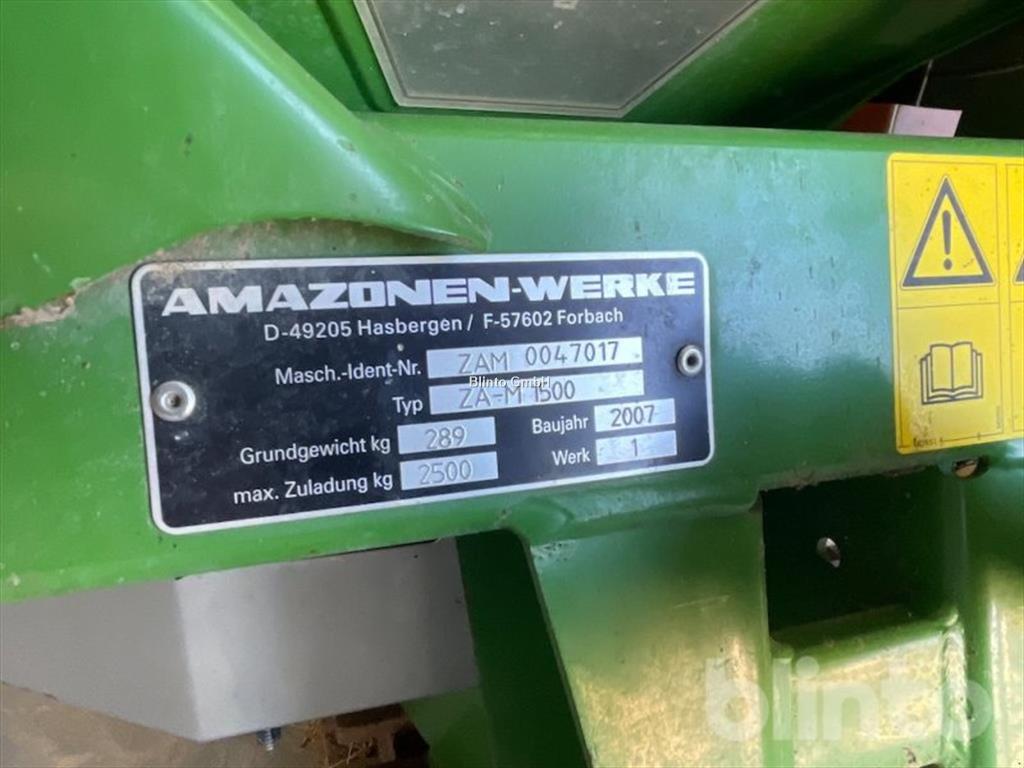 AMAZONEN-WERKE
D-49205 Hasbergen / F-57602 Forbach
Masch.-Ident-Nr. ZAM 0047017
Blinto GmbH
Typ ZA-M 1500
Grundgewicht kg 289 Baujahr 2007
max. Zuladung kg 2500 Werk 1
blinto